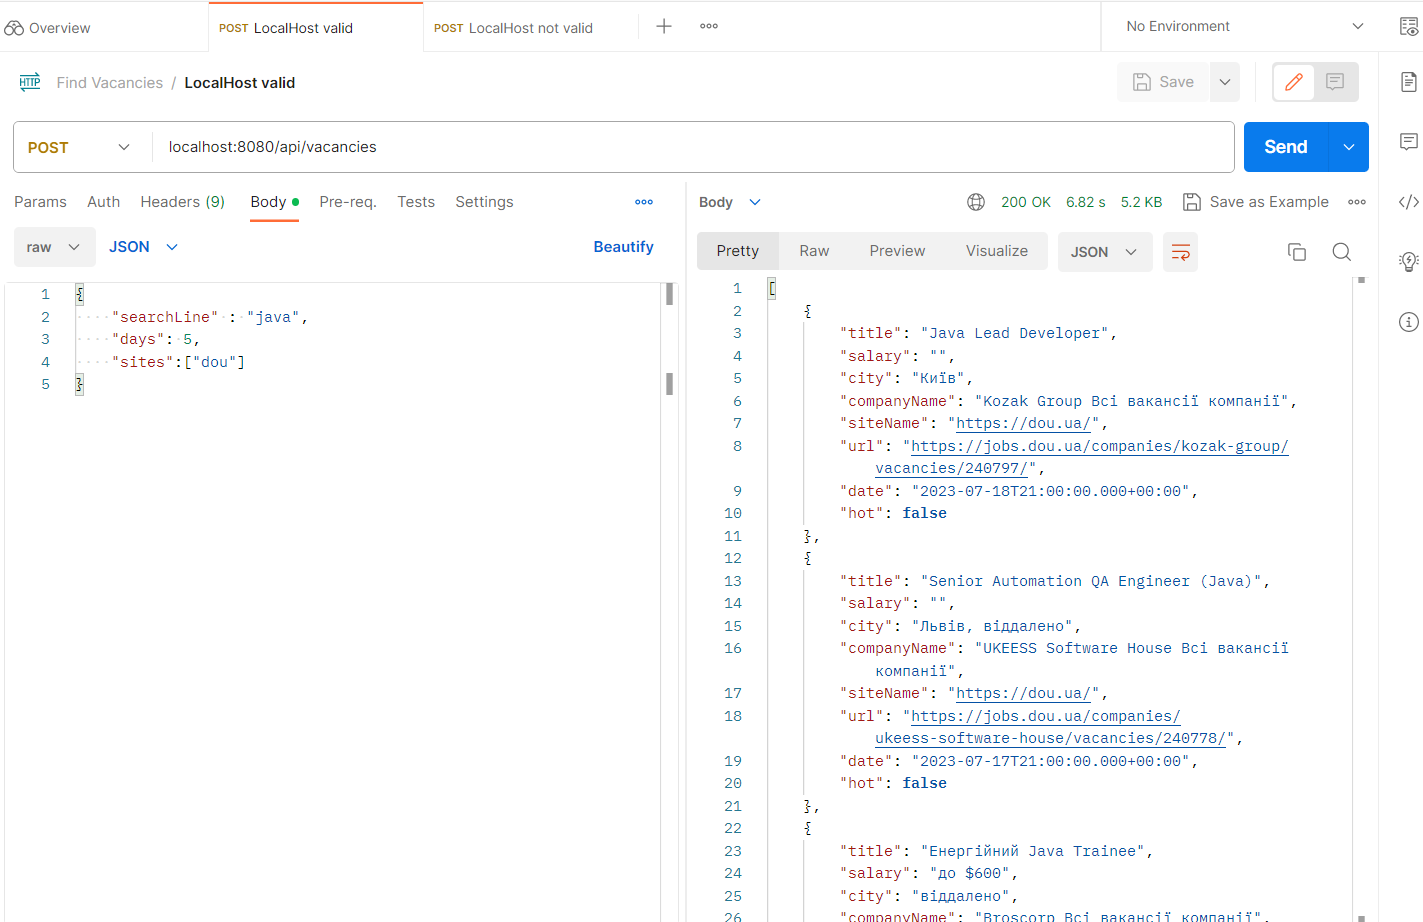 Overview
POST LocalHost valid
POST LocalHost not valid
No Environment
HTTP
Find Vacancies / LocalHost valid
Save
POST
localhost:8080/api/vacancies
Send
Params Auth Headers (9) Body Pre-req. Tests Settings
raw JSON
Beautify
1 {
2 "searchLine" : "java",
3 "days": 5,
4 "sites":["dou"]
5 }
Body
200 OK 6.82 s 5.2 KB Save as Example
Pretty Raw Preview Visualize JSON
1 [
2 {
3 "title": "Java Lead Developer",
4 "salary": "",
5 "city": "Київ",
6 "companyName": "Kozak Group Всі вакансії компанії",
7 "siteName": "https://dou.ua/",
8 "url": "https://jobs.dou.ua/companies/kozak-group/
vacancies/240797/",
9 "date": "2023-07-18T21:00:00.000+00:00",
10 "hot": false
11 },
12 {
13 "title": "Senior Automation QA Engineer (Java)",
14 "salary": "",
15 "city": "Львів, віддалено",
16 "companyName": "UKEESS Software House Всі вакансії
компанії",
17 "siteName": "https://dou.ua/",
18 "url": "https://jobs.dou.ua/companies/
ukeess-software-house/vacancies/240778/",
19 "date": "2023-07-17T21:00:00.000+00:00",
20 "hot": false
21 },
22 {
23 "title": "Енергійний Java Trainee",
24 "salary": "до $600",
25 "city": "віддалено",
26 "companyName": "Broscorp Всі вакансії компанії",